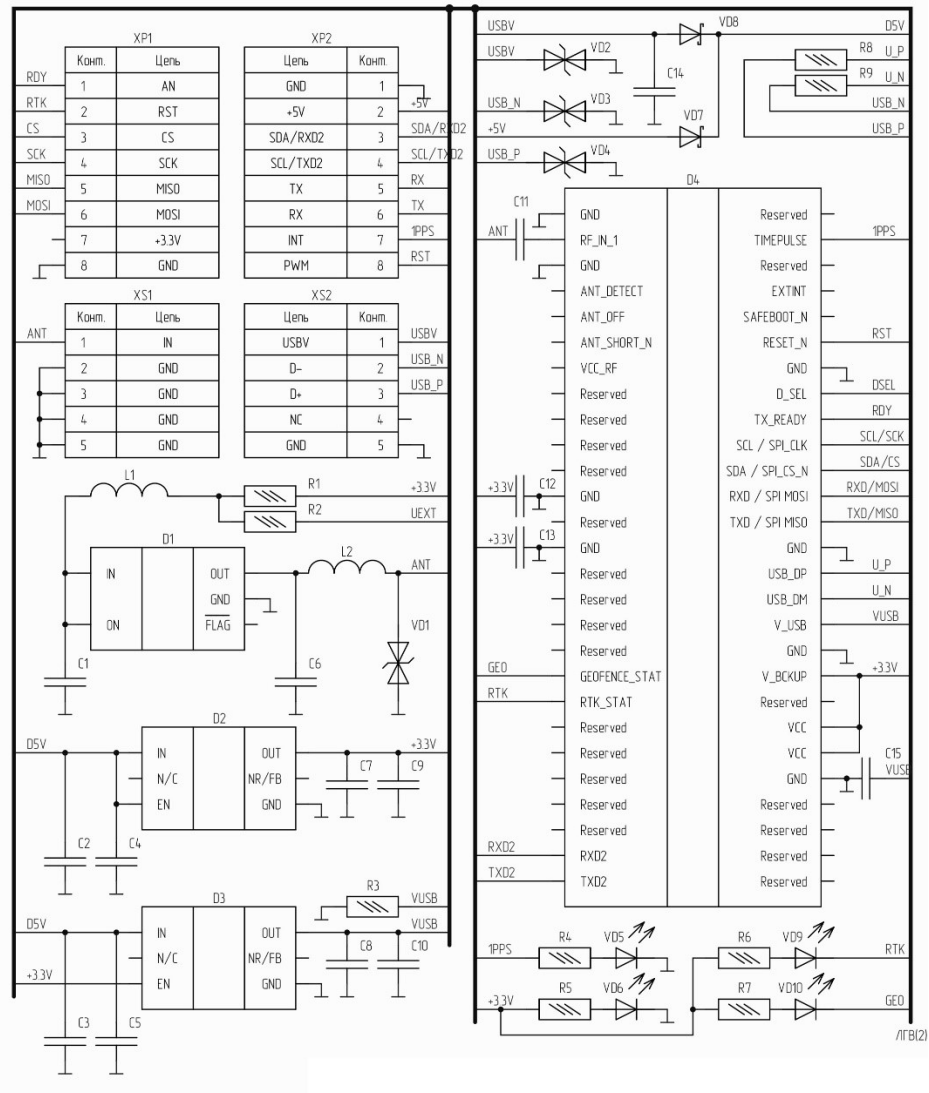 XP1
Конт. Цепь
RDY 1 AN
RTK 2 RST
CS 3 CS
SCK 4 SCK
MISO 5 MISO
MOSI 6 MOSI
7 +3.3V
8 GND
XP2
Цепь Конт.
GND 1
+5V 2 +5V
SDA/RXD2 3 SDA/RXD2
SCL/TXD2 4 SCL/TXD2
TX 5 RX
RX 6 TX
INT 7 1PPS
PWM 8 RST
XS1
Конт. Цепь
ANT 1 IN
2 GND
3 GND
4 GND
5 GND
XS2
Цепь Конт.
USBV 1 USBV
D- 2 USB_N
D+ 3 USB_P
NC 4
GND 5
L1
R1 +3.3V
R2 UEXT
D1
L2
ANT
IN OUT
GND
ON FLAG
VD1
C1
C6
D2
D5V IN OUT +3.3V
N/C NR/FB
C7 C9
EN GND
C2 C4
R3 VUSB
D3
D5V IN OUT VUSB
N/C NR/FB
C8 C10
+3.3V EN GND
C3 C5
USBV VD8 D5V
USBV VD2
C14
R8 U_P
R9 U_N
USB_N VD3
USB_N
+5V VD7
USB_P
USB_P VD4
D4
C11
GND Reserved
ANT RF_IN_1 TIMEPULSE 1PPS
GND Reserved
ANT_DETECT EXTINT
ANT_OFF SAFEBOOT_N
ANT_SHORT_N RESET_N RST
VCC_RF GND
Reserved D_SEL DSEL
Reserved TX_READY RDY
Reserved SCL / SPI_CLK SCL/SCK
Reserved SDA / SPI_CS_N SDA/CS
+3.3V C12 GND RXD / SPI MOSI RXD/MOSI
Reserved TXD / SPI MISO TXD/MISO
+3.3V C13 GND GND
Reserved USB_DP U_P
Reserved USB_DM U_N
Reserved V_USB VUSB
Reserved GND
GEO GEOFENCE_STAT V_BCKUP +3.3V
RTK RTK_STAT Reserved
Reserved VCC
Reserved VCC
C15
Reserved GND VUSB
Reserved Reserved
Reserved Reserved
RXD2 RXD2 Reserved
TXD2 TXD2 Reserved
1PPS R4 VD5 R6 VD9 RTK
+3.3V R5 VD6 R7 VD10 GEO
ЛГВ(2)